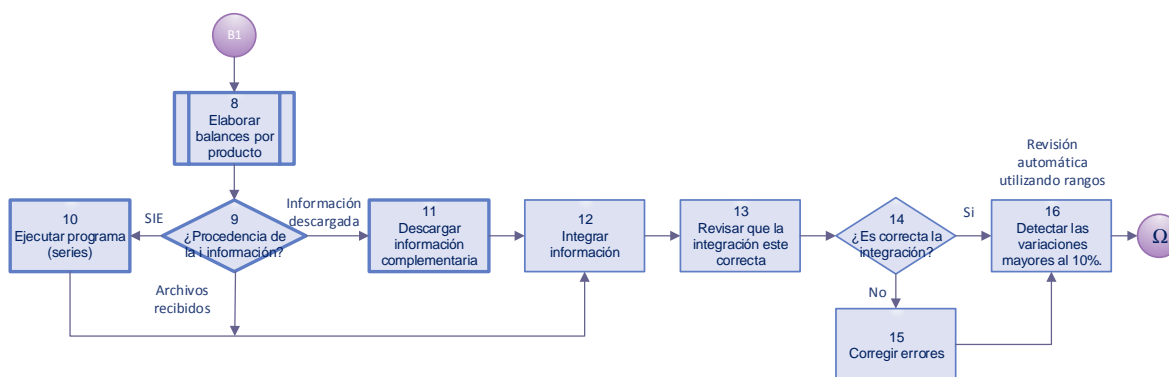 B1
8
Elaborar
balances por
producto
9
¿Procedencia de
la i información?
SIE
10
Ejecutar programa
(series)
Información
descargada
11
Descargar
información
complementaria
Archivos
recibidos
12
Integrar
información
13
Revisar que la
integración este
correcta
14
¿Es correcta la
integración?
Si
No
15
Corregir errores
Revisión
automática
utilizando rangos
16
Detectar las
variaciones
mayores al 10%.
Ω